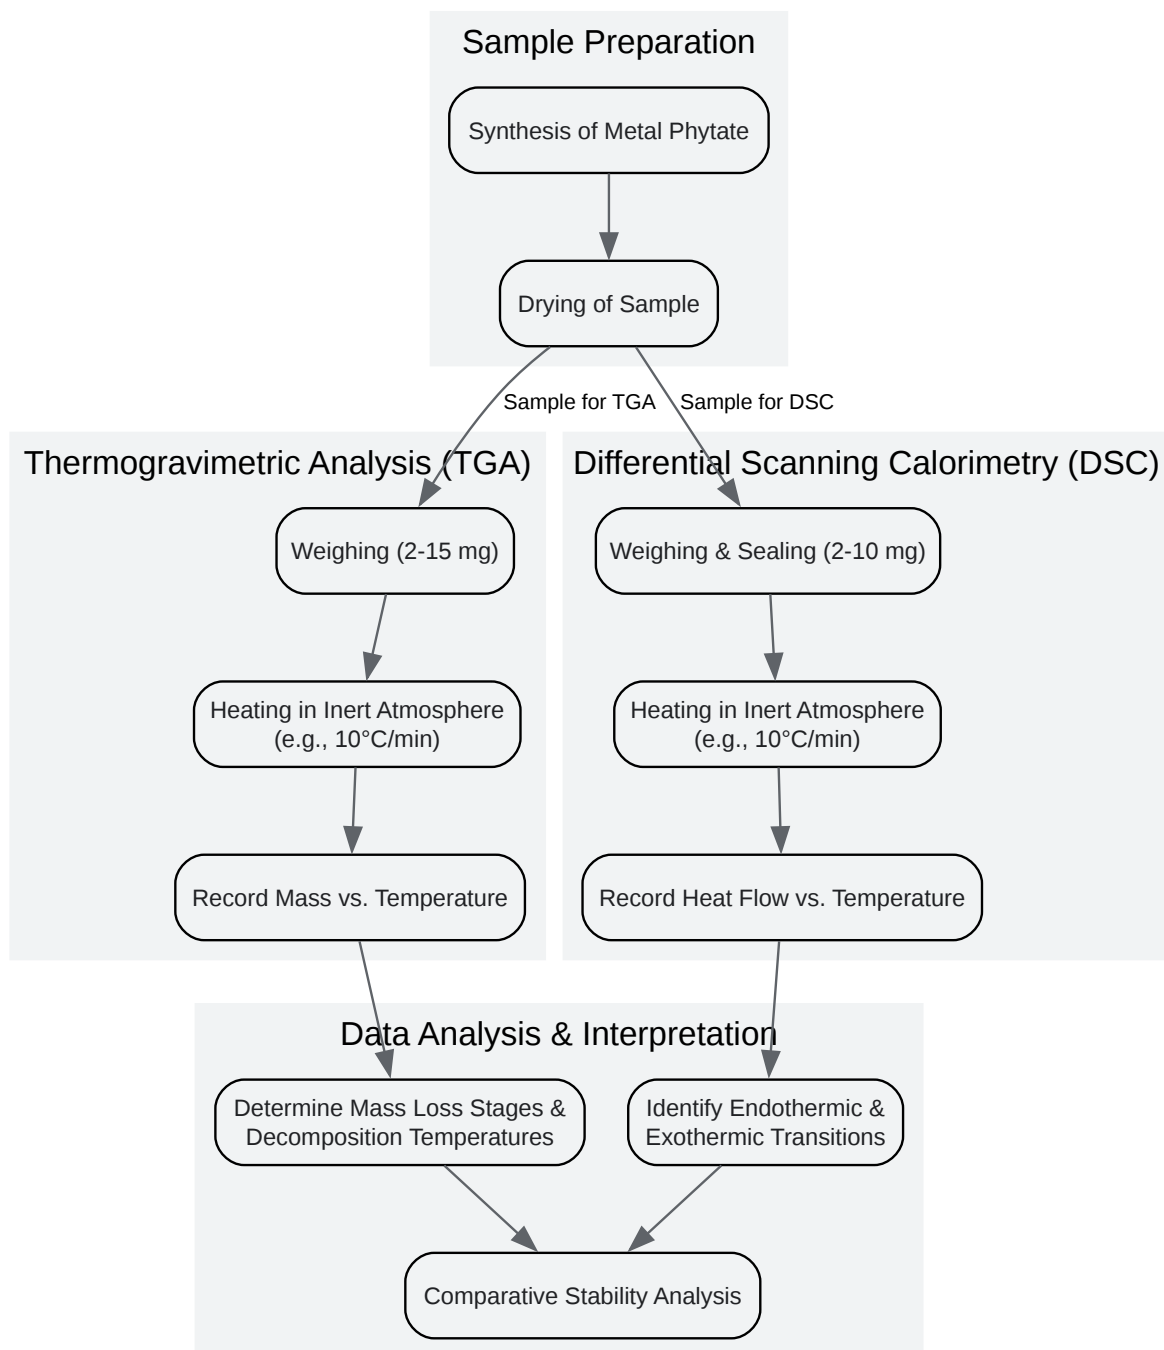 Sample Preparation
Synthesis of Metal Phytate
Drying of Sample
Sample for TGA
Sample for DSC
Thermogravimetric Analysis (TGA)
Weighing (2-15 mg)
Heating in Inert Atmosphere
(e.g., 10°C/min)
Record Mass vs. Temperature
Differential Scanning Calorimetry (DSC)
Weighing & Sealing (2-10 mg)
Heating in Inert Atmosphere
(e.g., 10°C/min)
Record Heat Flow vs. Temperature
Data Analysis & Interpretation
Determine Mass Loss Stages &
Decomposition Temperatures
Identify Endothermic &
Exothermic Transitions
Comparative Stability Analysis